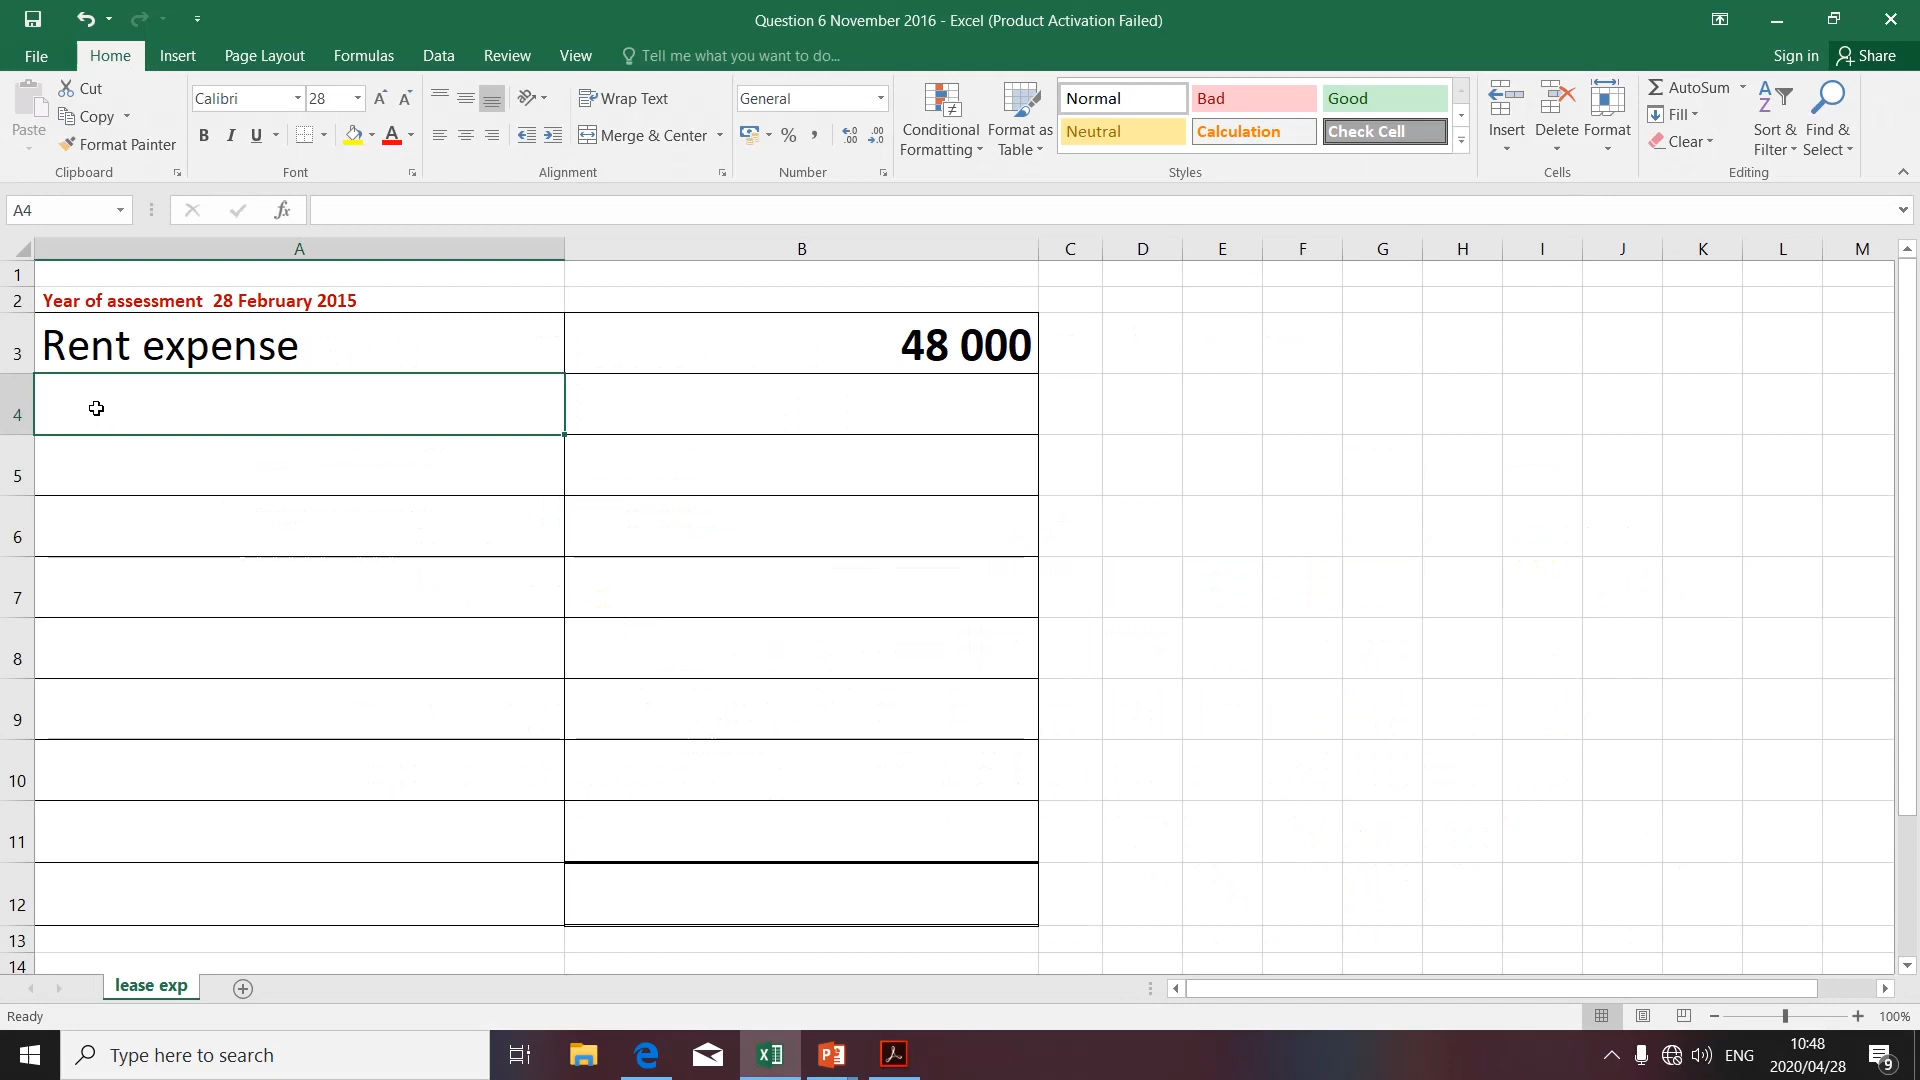 Question 6 November 2016 - Excel (Product Activation Failed)
File Home Insert Page Layout Formulas Data Review View Tell me what you want to do... Sign in Share
Paste
Cut
Copy
Format Painter
Clipboard
Calibri 28
B I U
Font
Wrap Text
Merge & Center
Alignment
General
%
Number
Conditional Formatting
Format as Table
Normal Bad Good
Neutral Calculation Check Cell
Styles
Insert Delete Format
Cells
AutoSum
Fill
Clear
Sort & Filter
Find & Select
Editing
A4 fx
A B C D E F G H I J K L M
1
2 Year of assessment 28 February 2015
3 Rent expense 48 000
4
5
6
7
8
9
10
11
12
13
14
lease exp
Ready 100%
Type here to search ENG 10:48
2020/04/28 9